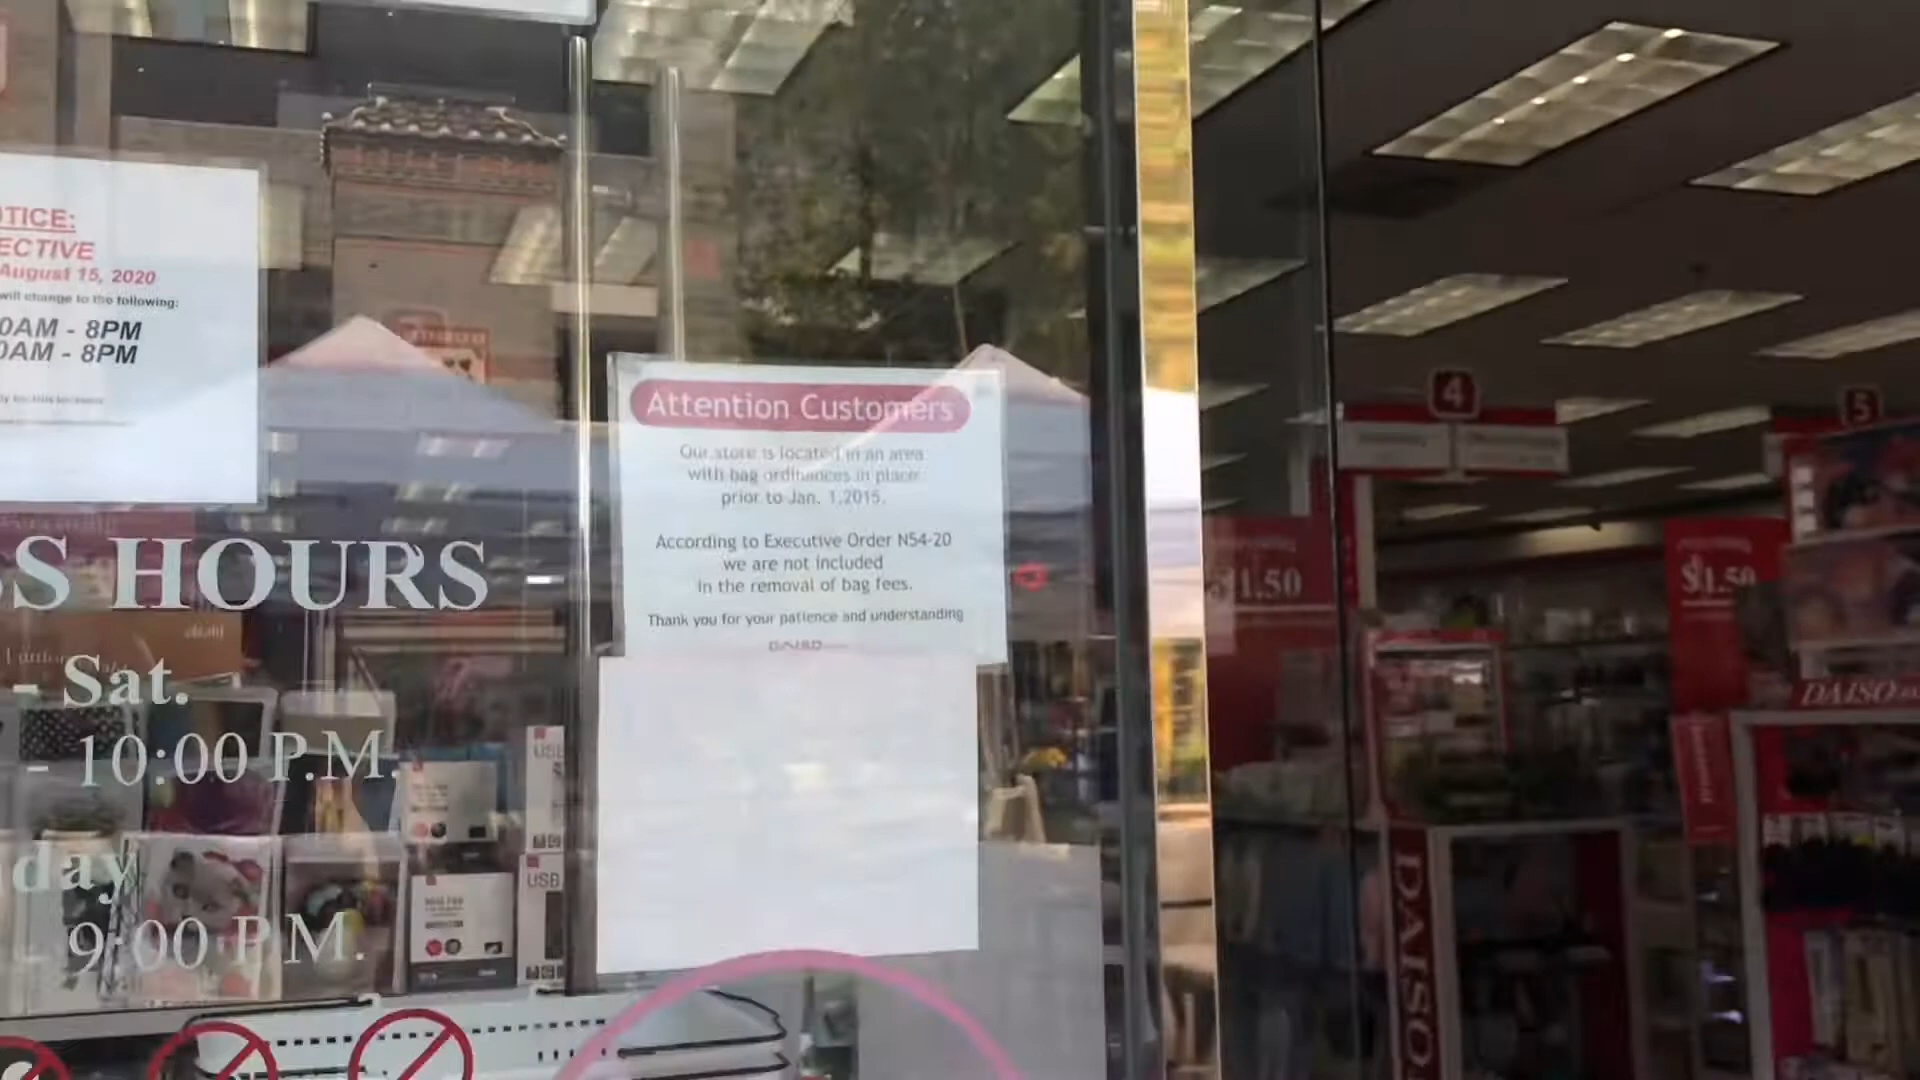 TICE:
ECTIVE
August 15, 2020
will change to the following:
0AM - 8PM
0AM - 8PM
S HOURS
- Sat.
- 10:00 P.M.
day
- 9:00 P.M.
Attention Customers
Our store is located in an area
with bag ordinances in place
prior to Jan. 1,2015.
According to Executive Order N54-20
we are not included
in the removal of bag fees.
Thank you for your patience and understanding
USB
USB
4
5
$1.50
$1.50
DAISO
DAISO